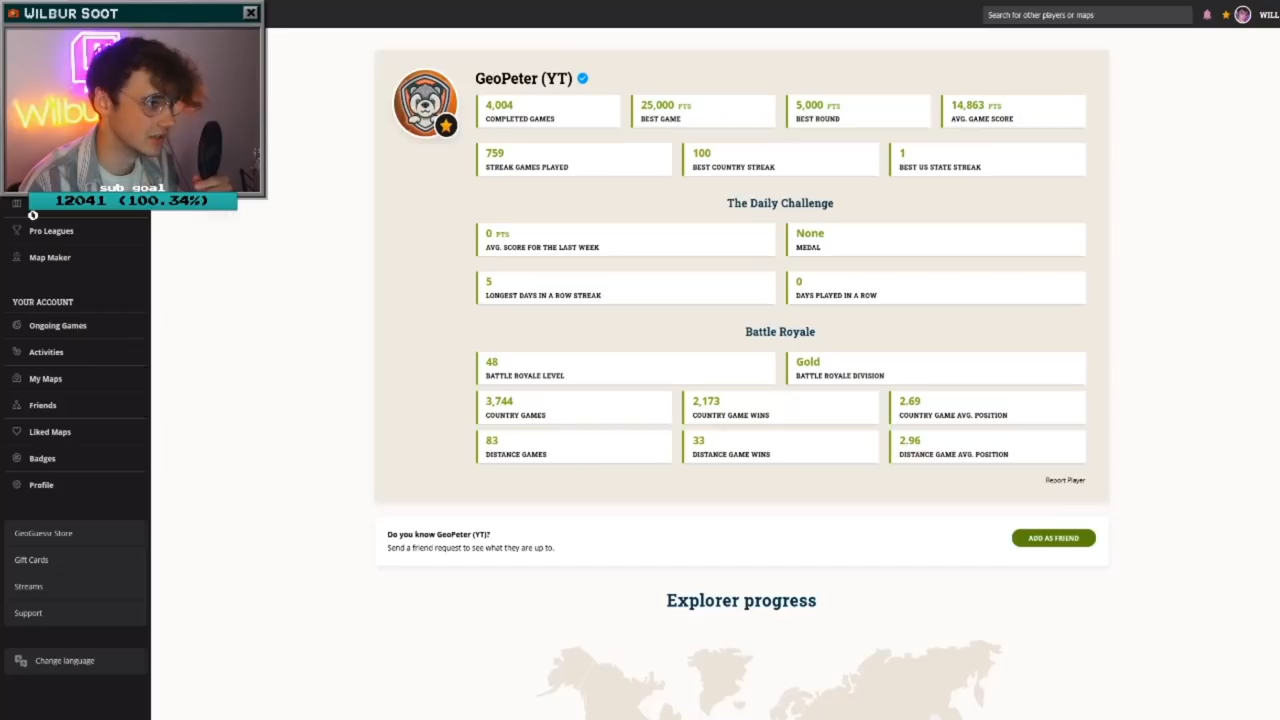 WILBUR SOOT
Wilbu
sub goal
12041 (100.34%)
Search for other players or maps
WILL
GeoPeter (YT)
4,004
COMPLETED GAMES
25,000 PTS
BEST GAME
5,000 PTS
BEST ROUND
14,863 PTS
AVG. GAME SCORE
759
STREAK GAMES PLAYED
100
BEST COUNTRY STREAK
1
BEST US STATE STREAK
The Daily Challenge
0 PTS
AVG. SCORE FOR THE LAST WEEK
None
MEDAL
5
LONGEST DAYS IN A ROW STREAK
0
DAYS PLAYED IN A ROW
Battle Royale
48
BATTLE ROYALE LEVEL
Gold
BATTLE ROYALE DIVISION
3,744
COUNTRY GAMES
2,173
COUNTRY GAME WINS
2.69
COUNTRY GAME AVG. POSITION
83
DISTANCE GAMES
33
DISTANCE GAME WINS
2.96
DISTANCE GAME AVG. POSITION
Report Player
Do you know GeoPeter (YT)?
Send a friend request to see what they are up to.
ADD AS FRIEND
Explorer progress
0
Pro Leagues
Map Maker
YOUR ACCOUNT
Ongoing Games
Activities
My Maps
Friends
Liked Maps
Badges
Profile
GeoGuessr Store
Gift Cards
Streams
Support
Change language